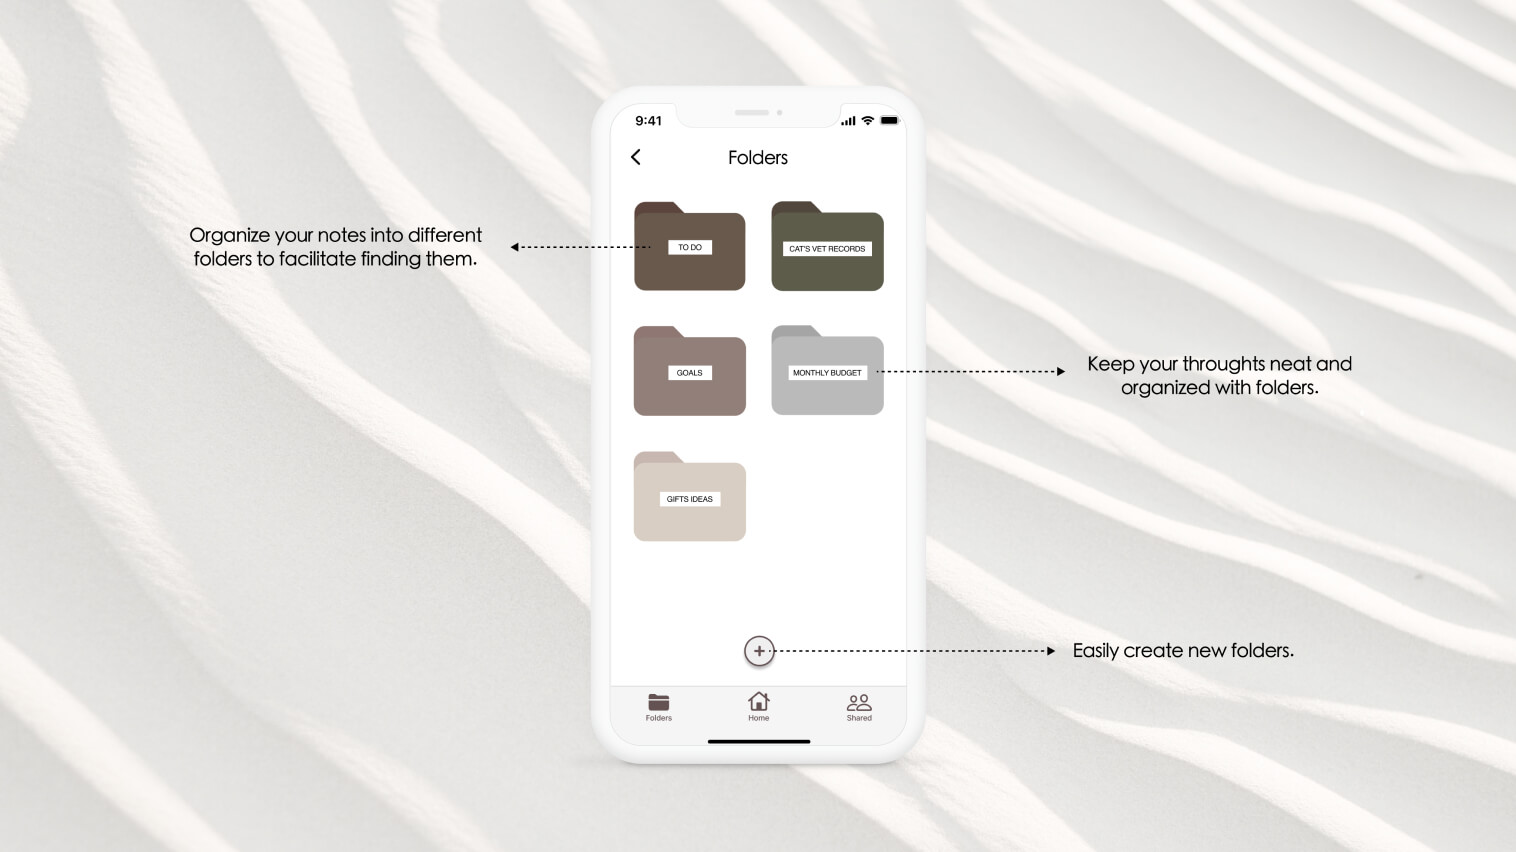 9:41
Folders
Organize your notes into different
folders to facilitate finding them.
TO DO
CAT'S VET RECORDS
GOALS
MONTHLY BUDGET
Keep your throughts neat and
organized with folders.
GIFTS IDEAS
Easily create new folders.
Folders
Home
Shared